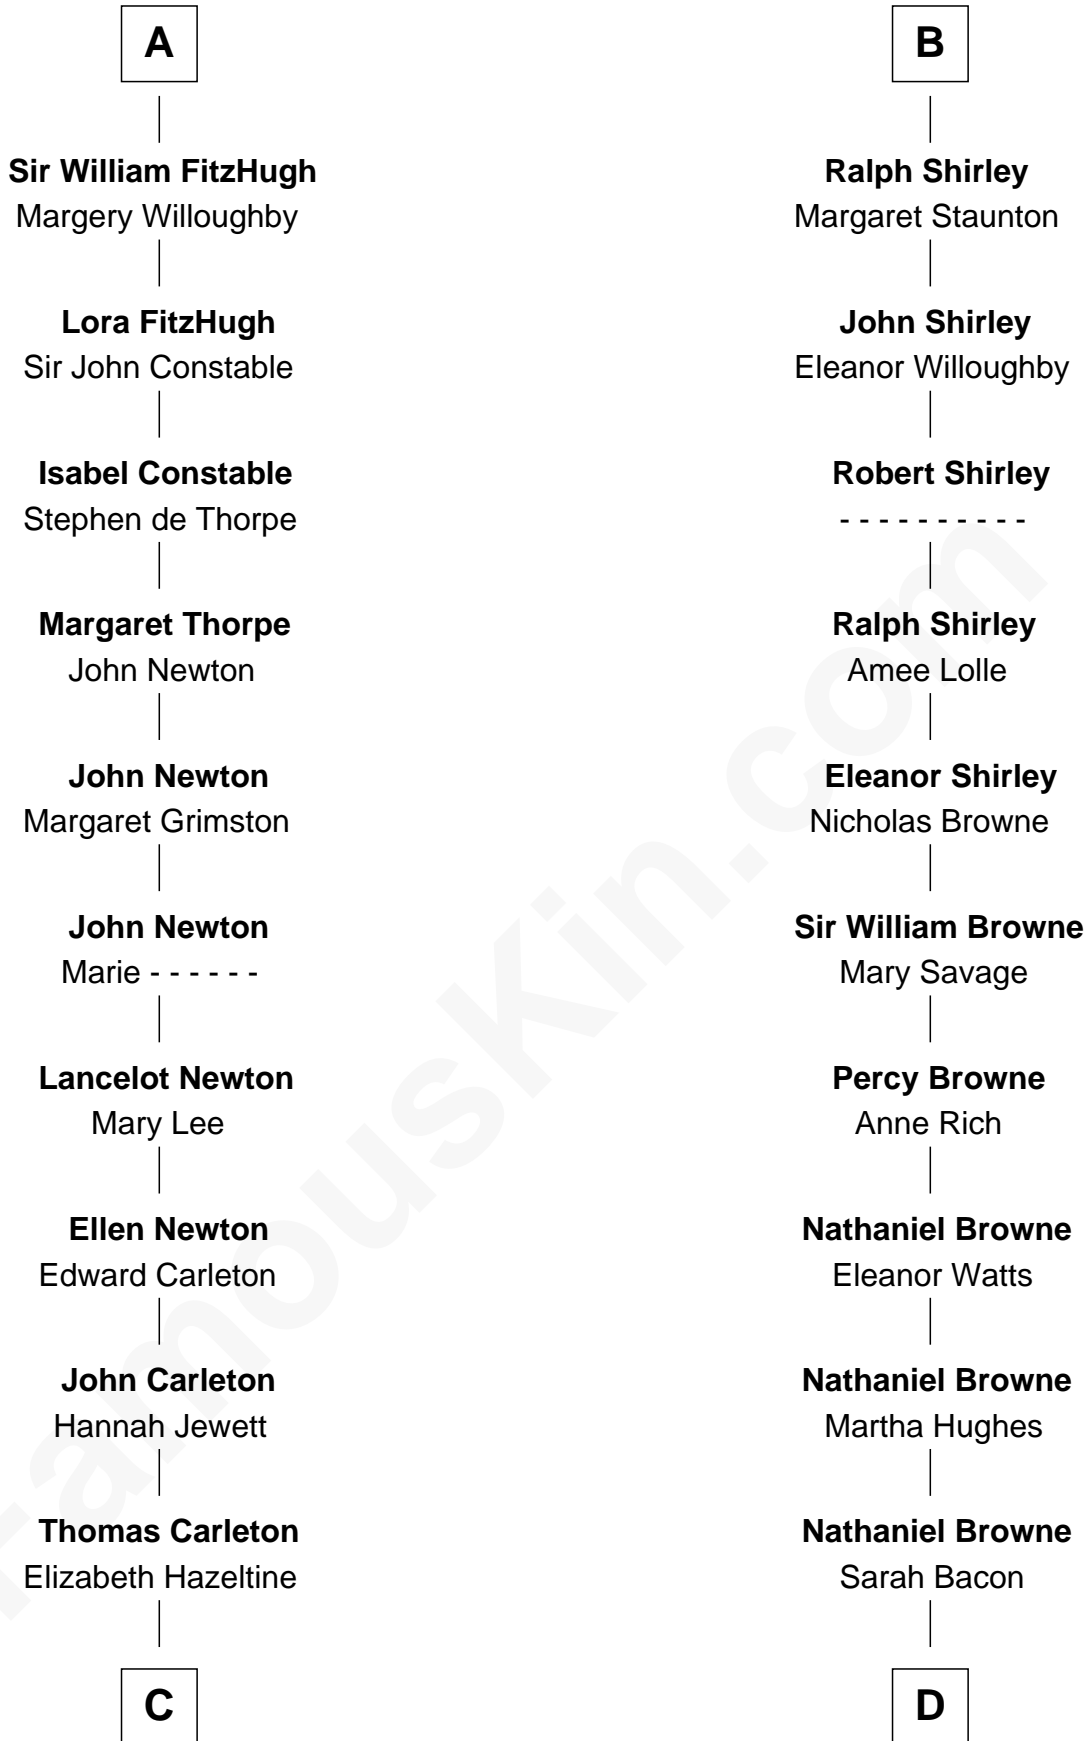 A
Sir William FitzHugh
Margery Willoughby
Lora FitzHugh
Sir John Constable
Isabel Constable
Stephen de Thorpe
Margaret Thorpe
John Newton
John Newton
Margaret Grimston
John Newton
Marie - - - - - -
Lancelot Newton
Mary Lee
Ellen Newton
Edward Carleton
John Carleton
Hannah Jewett
Thomas Carleton
Elizabeth Hazeltine
C
B
Ralph Shirley
Margaret Staunton
John Shirley
Eleanor Willoughby
Robert Shirley
- - - - - - - - - -
Ralph Shirley
Amee Lolle
Eleanor Shirley
Nicholas Browne
Sir William Browne
Mary Savage
Percy Browne
Anne Rich
Nathaniel Browne
Eleanor Watts
Nathaniel Browne
Martha Hughes
Nathaniel Browne
Sarah Bacon
D
FamousKin.com